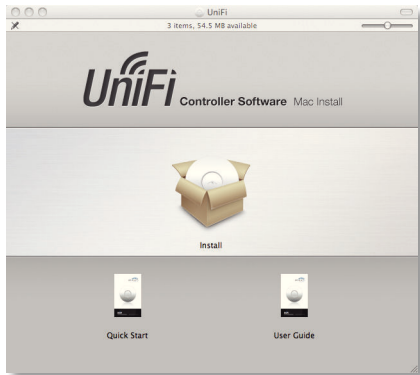 UniFi
3 items, 54.5 MB available
UniFi Controller Software Mac Install
Install
Quick Start
User Guide